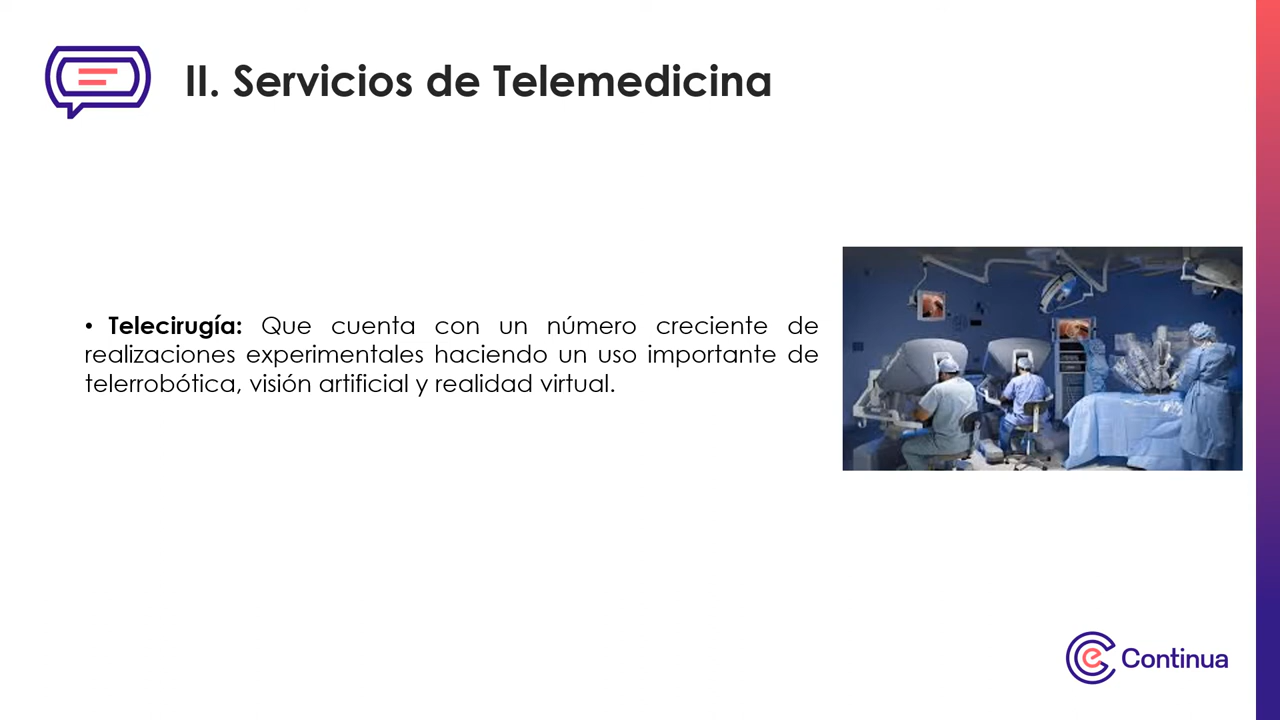 II. Servicios de Telemedicina
• Telecirugía: Que cuenta con un número creciente de
realizaciones experimentales haciendo un uso importante de
telerrobótica, visión artificial y realidad virtual.
Continua